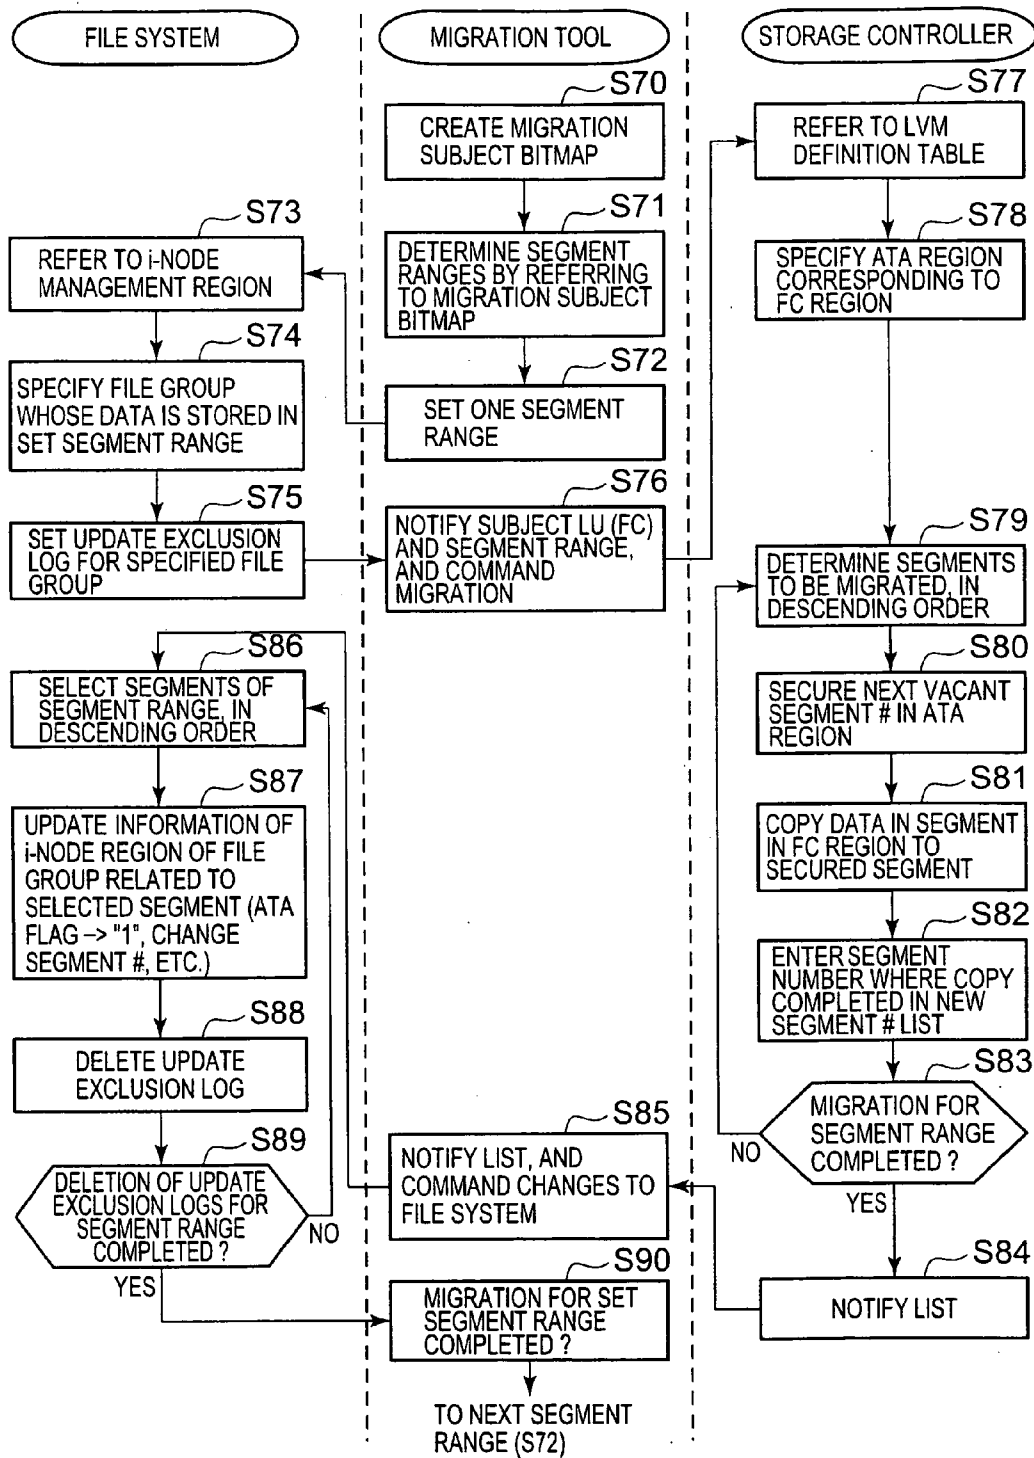 FILE SYSTEM
MIGRATION TOOL
STORAGE CONTROLLER
S70
CREATE MIGRATION
SUBJECT BITMAP
S71
DETERMINE SEGMENT
RANGES BY REFERRING
TO MIGRATION SUBJECT
BITMAP
S72
SET ONE SEGMENT
RANGE
S73
REFER TO i-NODE
MANAGEMENT REGION
S74
SPECIFY FILE GROUP
WHOSE DATA IS STORED IN
SET SEGMENT RANGE
S75
SET UPDATE EXCLUSION
LOG FOR SPECIFIED FILE
GROUP
S76
NOTIFY SUBJECT LU (FC)
AND SEGMENT RANGE,
AND COMMAND
MIGRATION
S77
REFER TO LVM
DEFINITION TABLE
S78
SPECIFY ATA REGION
CORRESPONDING TO
FC REGION
S79
DETERMINE SEGMENTS
TO BE MIGRATED, IN
DESCENDING ORDER
S80
SECURE NEXT VACANT
SEGMENT # IN ATA
REGION
S81
COPY DATA IN SEGMENT
IN FC REGION TO
SECURED SEGMENT
S82
ENTER SEGMENT
NUMBER WHERE COPY
COMPLETED IN NEW
SEGMENT # LIST
S83
MIGRATION FOR
SEGMENT RANGE
COMPLETED ?
NO
YES
S84
NOTIFY LIST
S85
NOTIFY LIST, AND
COMMAND CHANGES TO
FILE SYSTEM
S86
SELECT SEGMENTS OF
SEGMENT RANGE, IN
DESCENDING ORDER
S87
UPDATE INFORMATION OF
i-NODE REGION OF FILE
GROUP RELATED TO
SELECTED SEGMENT (ATA
FLAG –> "1", CHANGE
SEGMENT #, ETC.)
S88
DELETE UPDATE
EXCLUSION LOG
S89
DELETION OF UPDATE
EXCLUSION LOGS FOR
SEGMENT RANGE
COMPLETED ?
NO
YES
S90
MIGRATION FOR SET
SEGMENT RANGE
COMPLETED ?
TO NEXT SEGMENT
RANGE (S72)